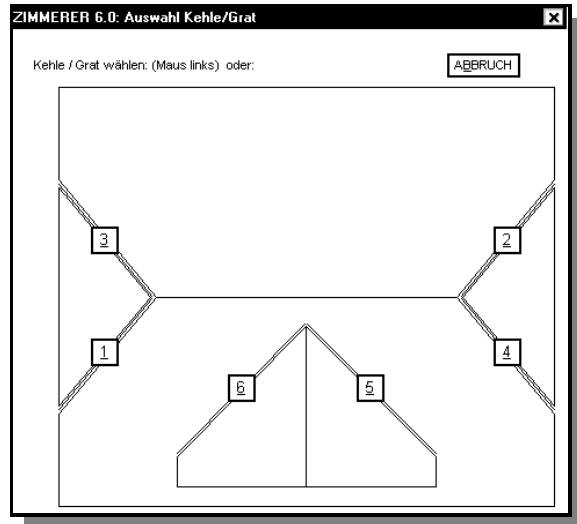 ZIMMERER 6.0: Auswahl Kehle/Grat
Kehle / Grat wählen: (Maus links) oder:
ABBRUCH
3
2
1
4
6
5